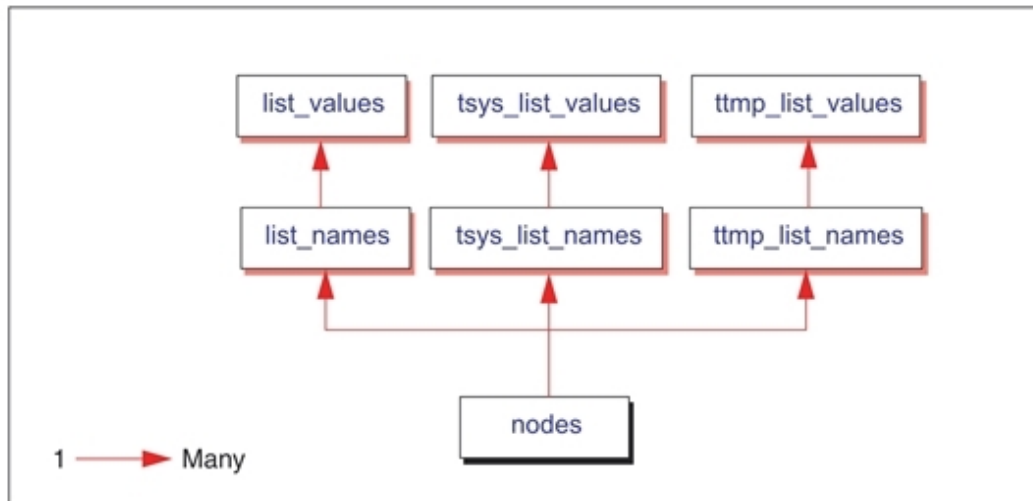 list_values tsys_list_values ttmp_list_values
list_names tsys_list_names ttmp_list_names
nodes
1 Many